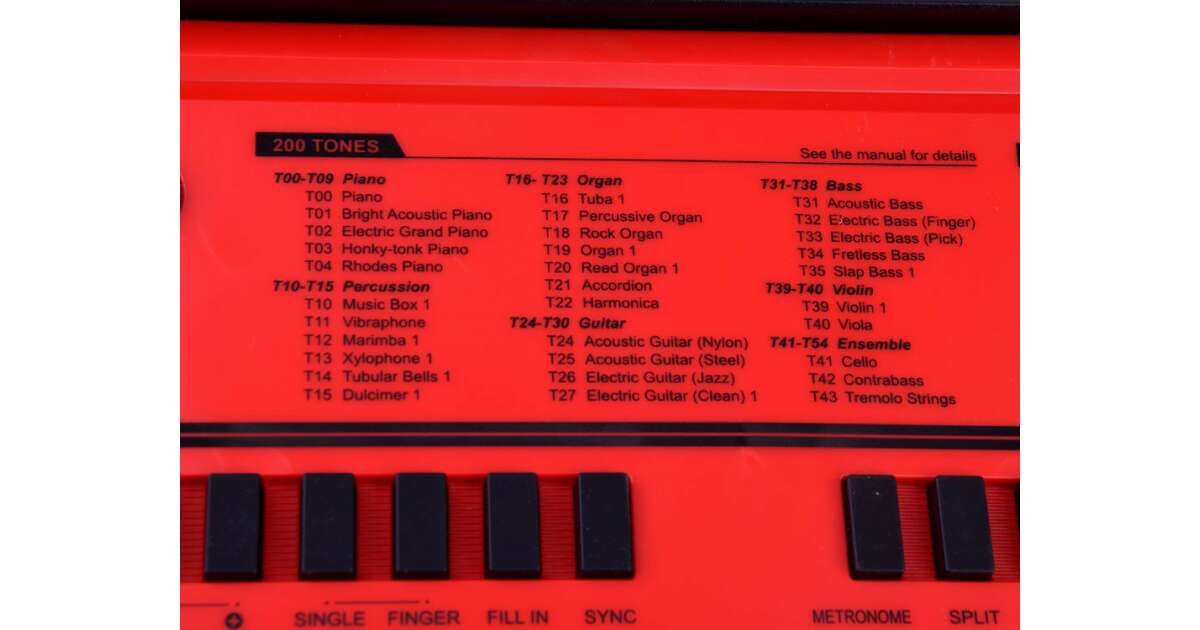 200 TONES
See the manual for details
T00-T09 Piano
T00 Piano
T01 Bright Acoustic Piano
T02 Electric Grand Piano
T03 Honky-tonk Piano
T04 Rhodes Piano
T10-T15 Percussion
T10 Music Box 1
T11 Vibraphone
T12 Marimba 1
T13 Xylophone 1
T14 Tubular Bells 1
T15 Dulcimer 1
T16- T23 Organ
T16 Tuba 1
T17 Percussive Organ
T18 Rock Organ
T19 Organ 1
T20 Reed Organ 1
T21 Accordion
T22 Harmonica
T24-T30 Guitar
T24 Acoustic Guitar (Nylon)
T25 Acoustic Guitar (Steel)
T26 Electric Guitar (Jazz)
T27 Electric Guitar (Clean) 1
T31-T38 Bass
T31 Acoustic Bass
T32 Electric Bass (Finger)
T33 Electric Bass (Pick)
T34 Fretless Bass
T35 Slap Bass 1
T39-T40 Violin
T39 Violin 1
T40 Viola
T41-T54 Ensemble
T41 Cello
T42 Contrabass
T43 Tremolo Strings
SINGLE FINGER FILL IN SYNC METRONOME SPLIT